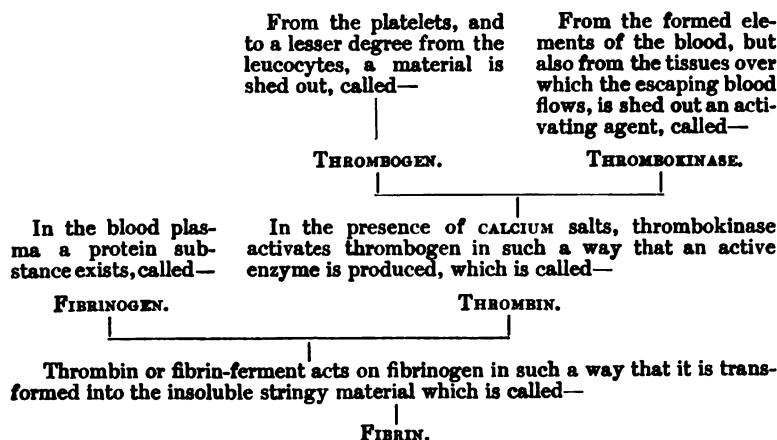 From the platelets, and
to a lesser degree from the
leucocytes, a material is
shed out, called—
From the formed ele-
ments of the blood, but
also from the tissues over
which the escaping blood
flows, is shed out an acti-
vating agent, called—
THROMBOGEN.
THROMBOKINASE.
In the blood plas-
ma a protein sub-
stance exists, called—
In the presence of CALCIUM salts, thrombokinase
activates thrombogen in such a way that an active
enzyme is produced, which is called—
FIBRINOGEN.
THROMBIN.
Thrombin or fibrin-ferment acts on fibrinogen in such a way that it is trans-
formed into the insoluble stringy material which is called—
FIBRIN.